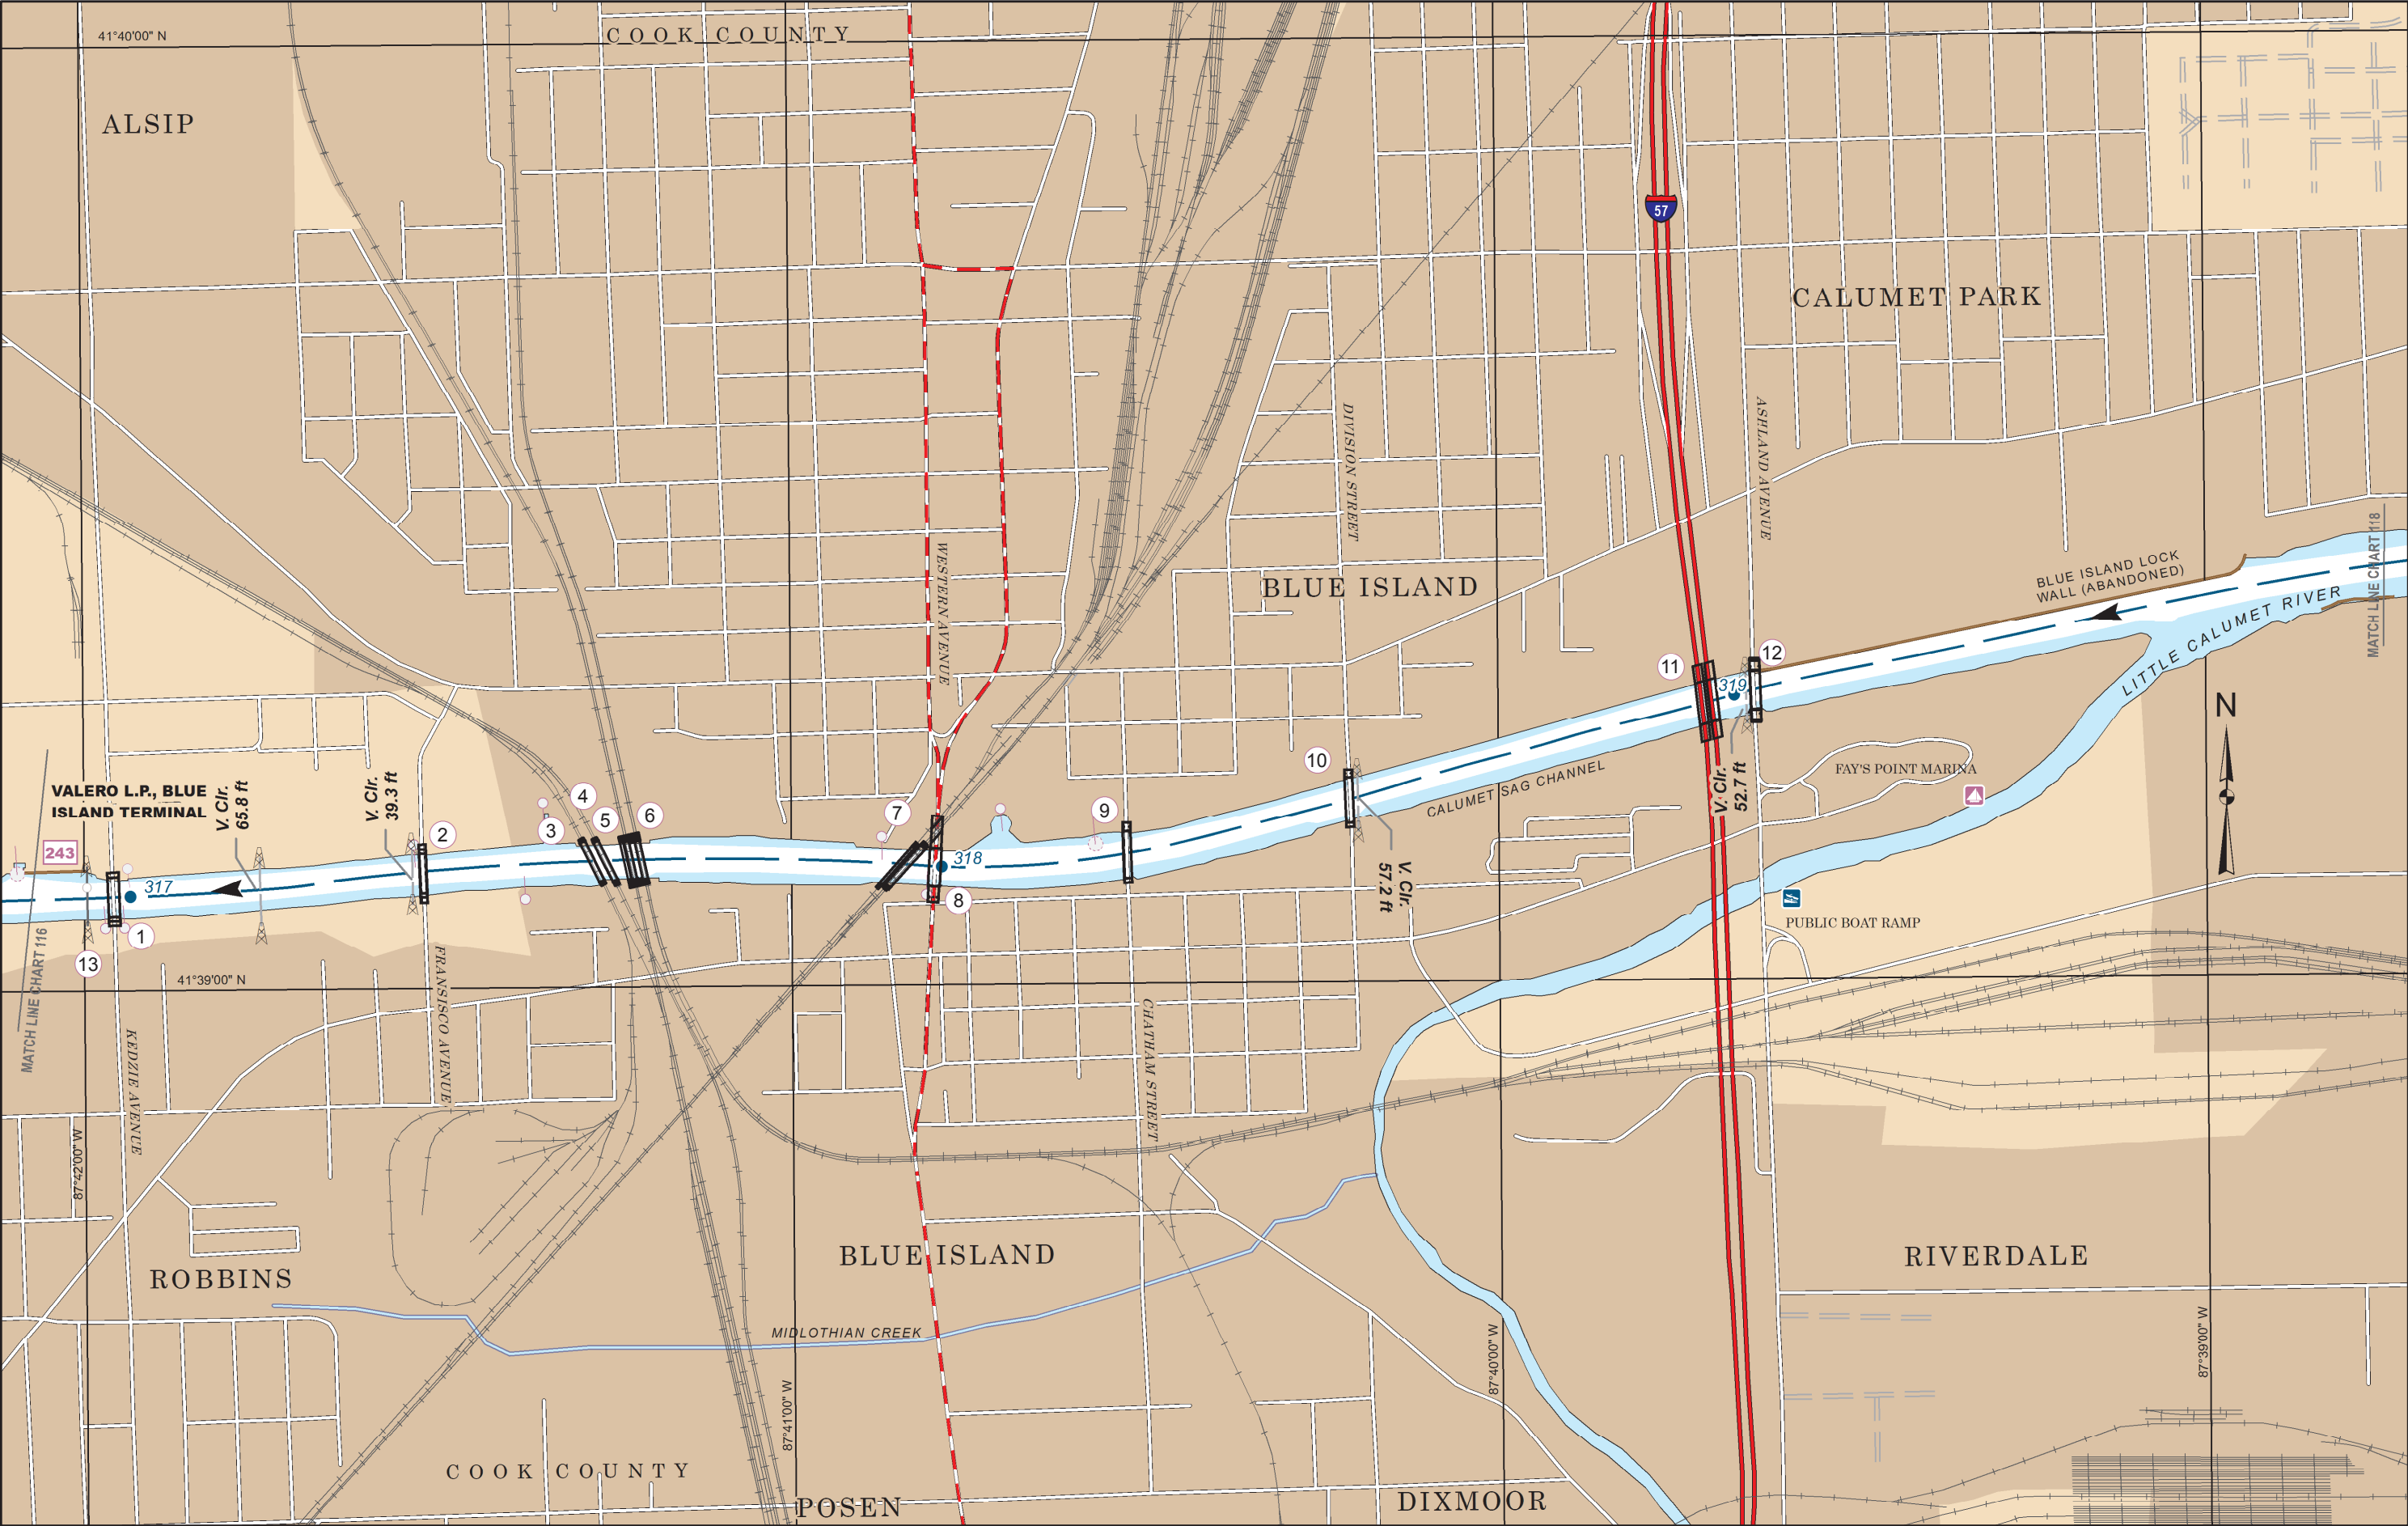 41°40'00" N
COOK COUNTY
ALSIP
57
CALUMET PARK
DIVISION STREET
ASHLAND AVENUE
WESTERN AVENUE
BLUE ISLAND
BLUE ISLAND LOCK
WALL (ABANDONED)
MATCH LINE CHART 118
LITTLE CALUMET RIVER
11
12
319
N
VALERO L.P., BLUE
ISLAND TERMINAL
V. Clr.
65.8 ft
V. Clr.
39.3 ft
10
V. Clr.
52.7 ft
FAY'S POINT MARINA
CALUMET SAG CHANNEL
243
2
3
4
5
6
7
9
318
317
V. Clr.
57.2 ft
8
1
13
PUBLIC BOAT RAMP
MATCH LINE CHART 116
41°39'00" N
FRANSISCO AVENUE
KEDZIE AVENUE
CHATHAM STREET
87°42'00" W
BLUE ISLAND
RIVERDALE
ROBBINS
MIDLOTHIAN CREEK
87°41'00" W
87°40'00" W
87°39'00" W
COOK COUNTY
POSEN
DIXMOOR